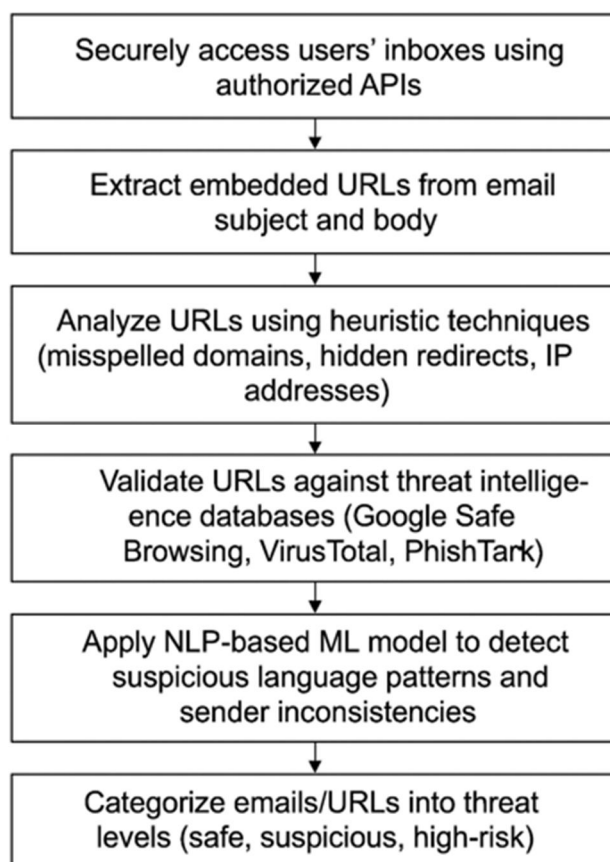 Securely access users’ inboxes using
authorized APIs
Extract embedded URLs from email
subject and body
Analyze URLs using heuristic techniques
(misspelled domains, hidden redirects, IP
addresses)
Validate URLs against threat intellige-
ence databases (Google Safe
Browsing, VirusTotal, PhishTark)
Apply NLP-based ML model to detect
suspicious language patterns and
sender inconsistencies
Categorize emails/URLs into threat
levels (safe, suspicious, high-risk)